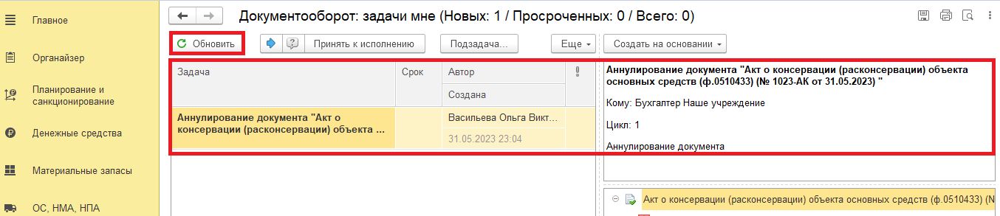 Главное
Органайзер
Планирование и
санкционирование
Денежные средства
Материальные запасы
ОС, НМА, НПА
Документооборот: задачи мне (Новых: 1 / Просроченных: 0 / Всего: 0)
Обновить
Принять к исполнению
Подзадача...
Еще
Создать на основании
Задача
Срок
Автор
Создана
Аннулирование документа "Акт о
консервации (расконсервации) объекта ...
Васильева Ольга Викт...
31.05.2023 23:04
Аннулирование документа "Акт о консервации (расконсервации) объекта
основных средств (ф.0510433) (№ 1023-АК от 31.05.2023) "
Кому: Бухгалтер Наше учреждение
Цикл: 1
Аннулирование документа
Акт о консервации (расконсервации) объекта основных средств (ф.0510433) (№